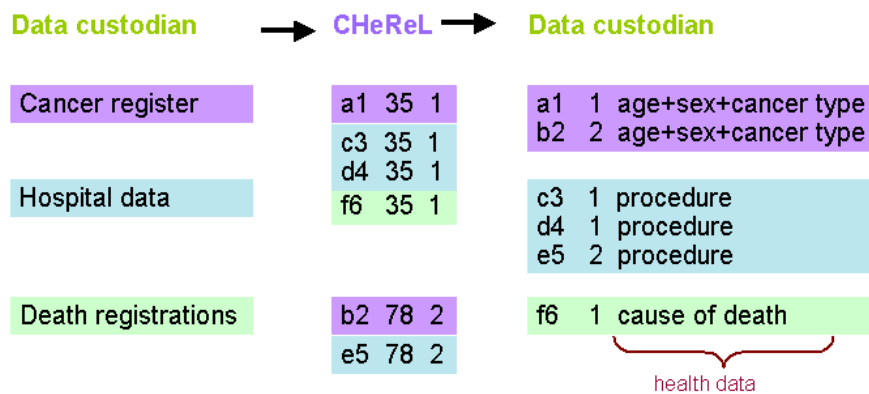 Data custodian
CHeReL
Data custodian
Cancer register
a1 35 1
c3 35 1
d4 35 1
f6 35 1
a1 1 age+sex+cancer type
b2 2 age+sex+cancer type
Hospital data
c3 1 procedure
d4 1 procedure
e5 2 procedure
Death registrations
b2 78 2
e5 78 2
f6 1 cause of death
health data